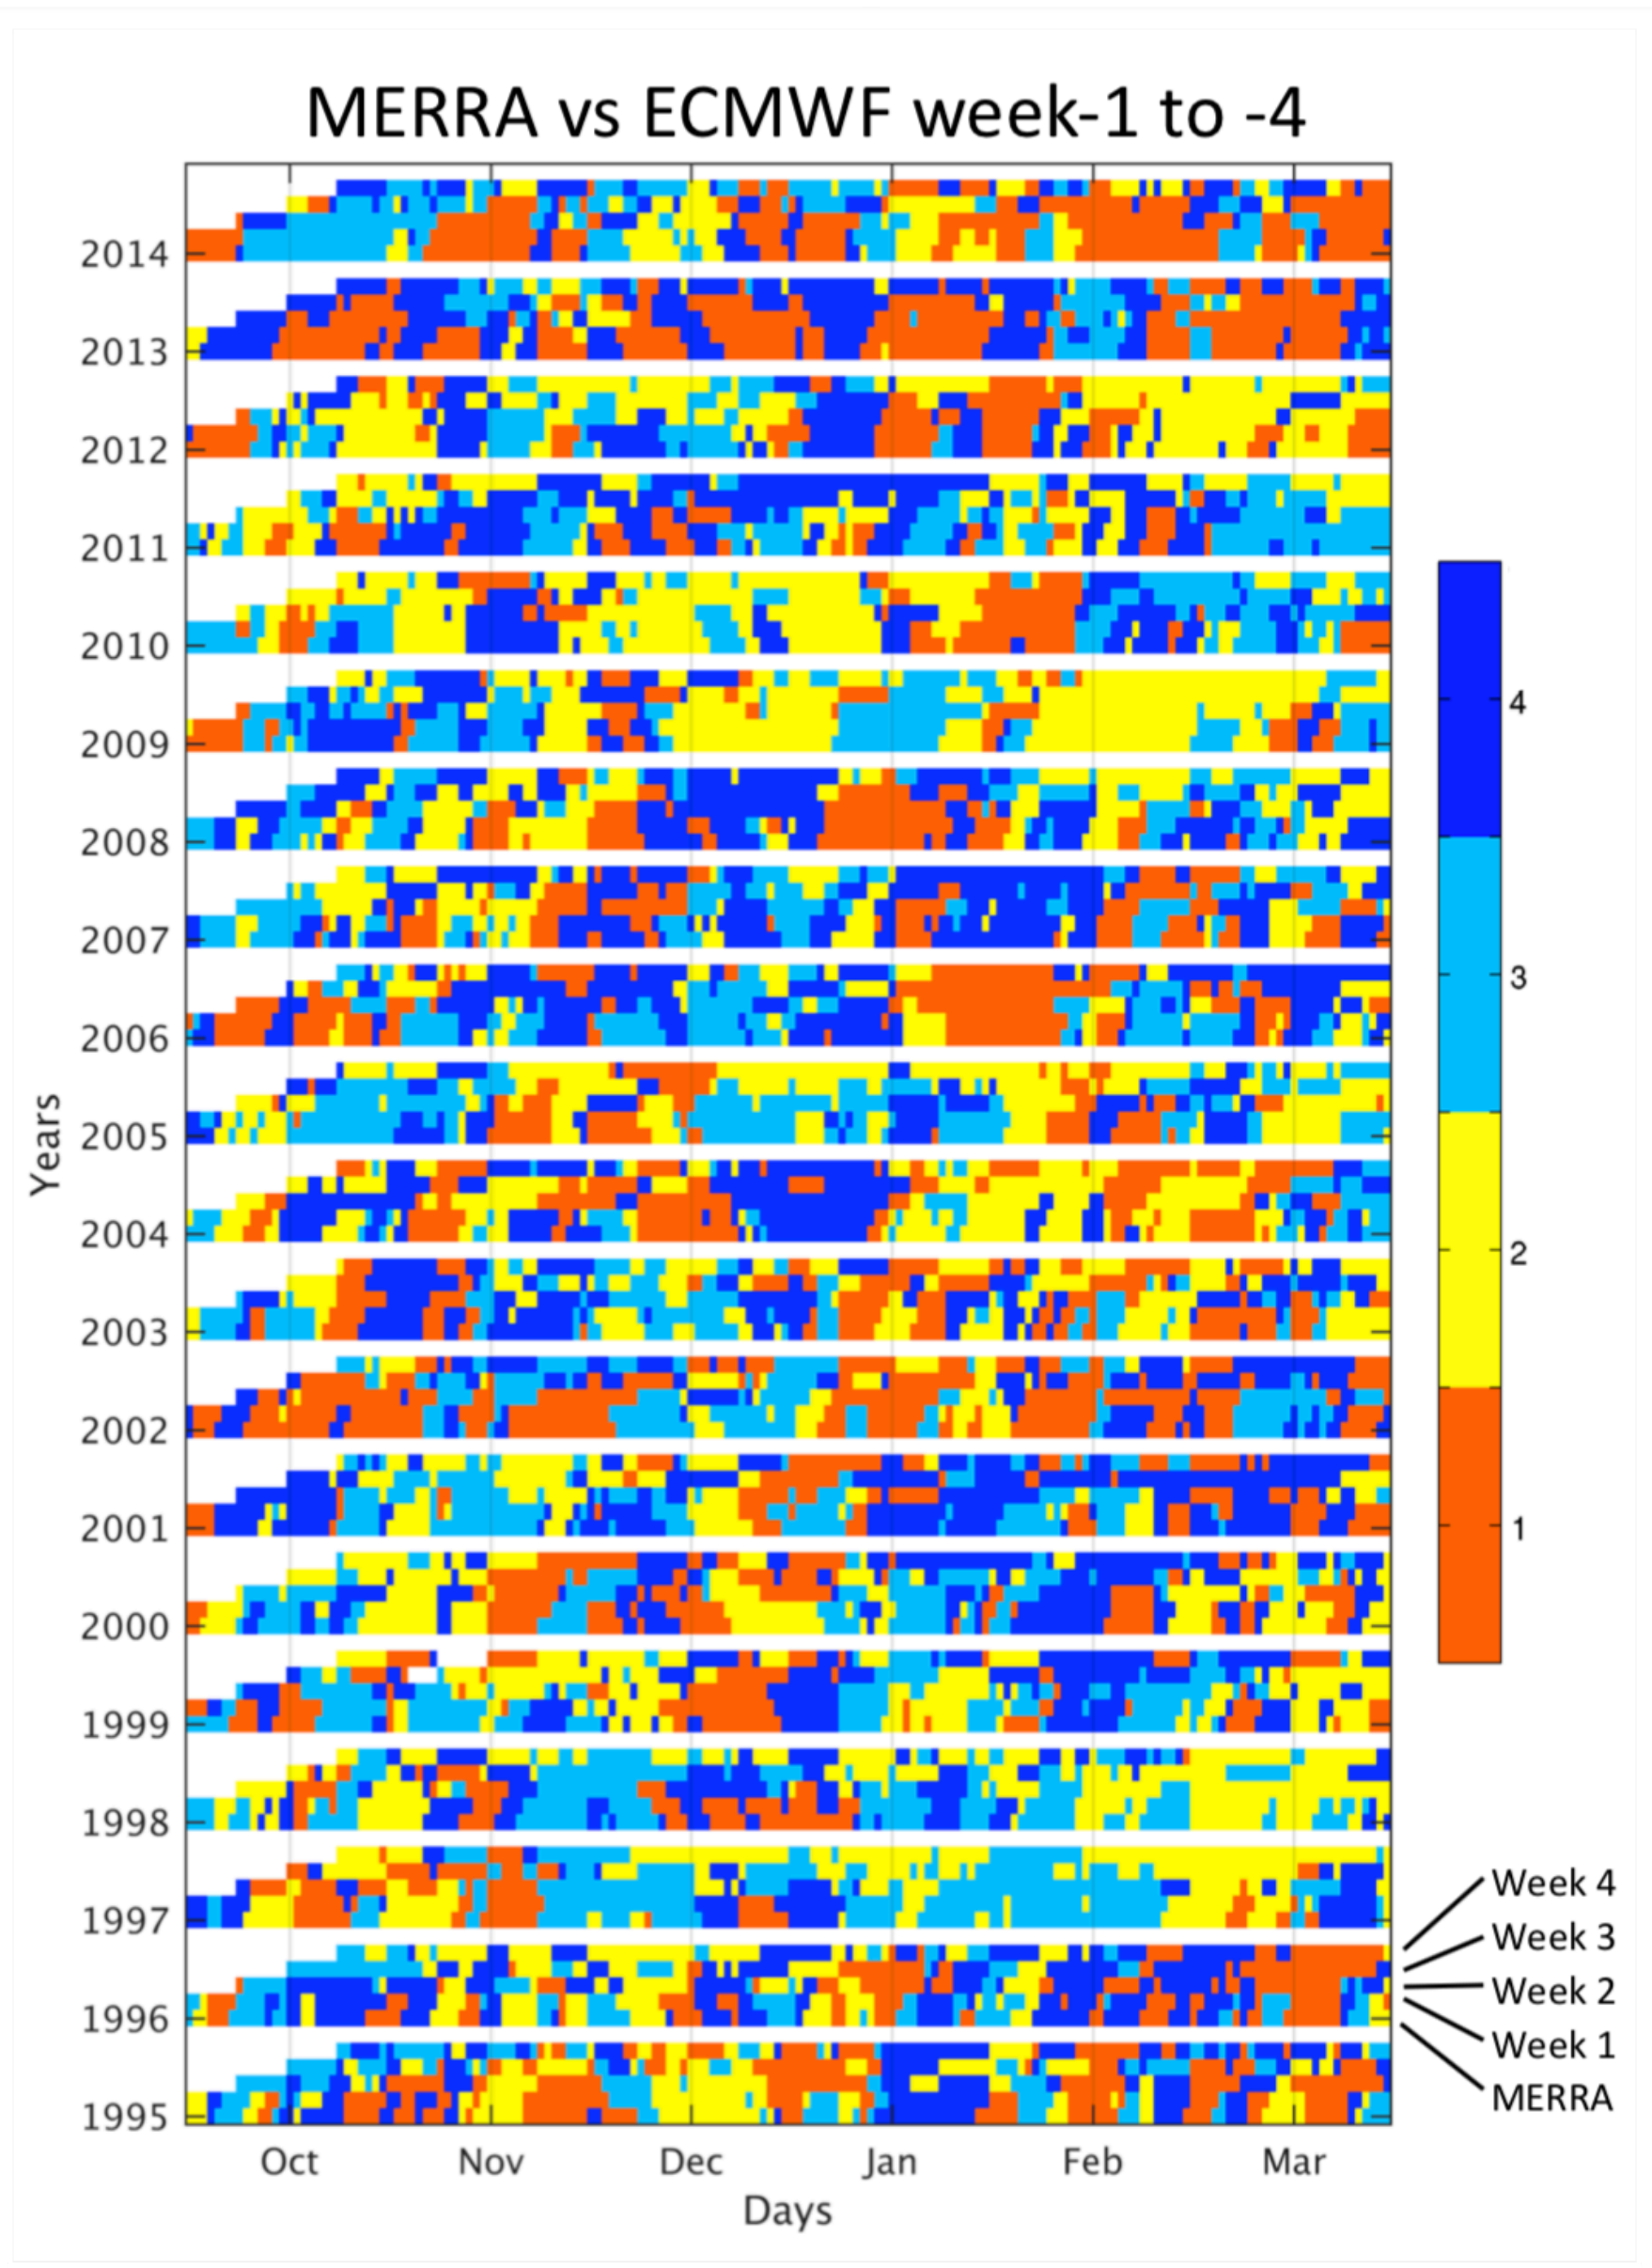 MERRA vs ECMWF week-1 to -4
2014
2013
2012
2011
2010
2009
2008
2007
2006
2005
2004
2003
2002
2001
2000
1999
1998
1997
1996
1995
Years
Oct Nov Dec Jan Feb Mar
Days
4
3
2
1
Week 4
Week 3
Week 2
Week 1
MERRA